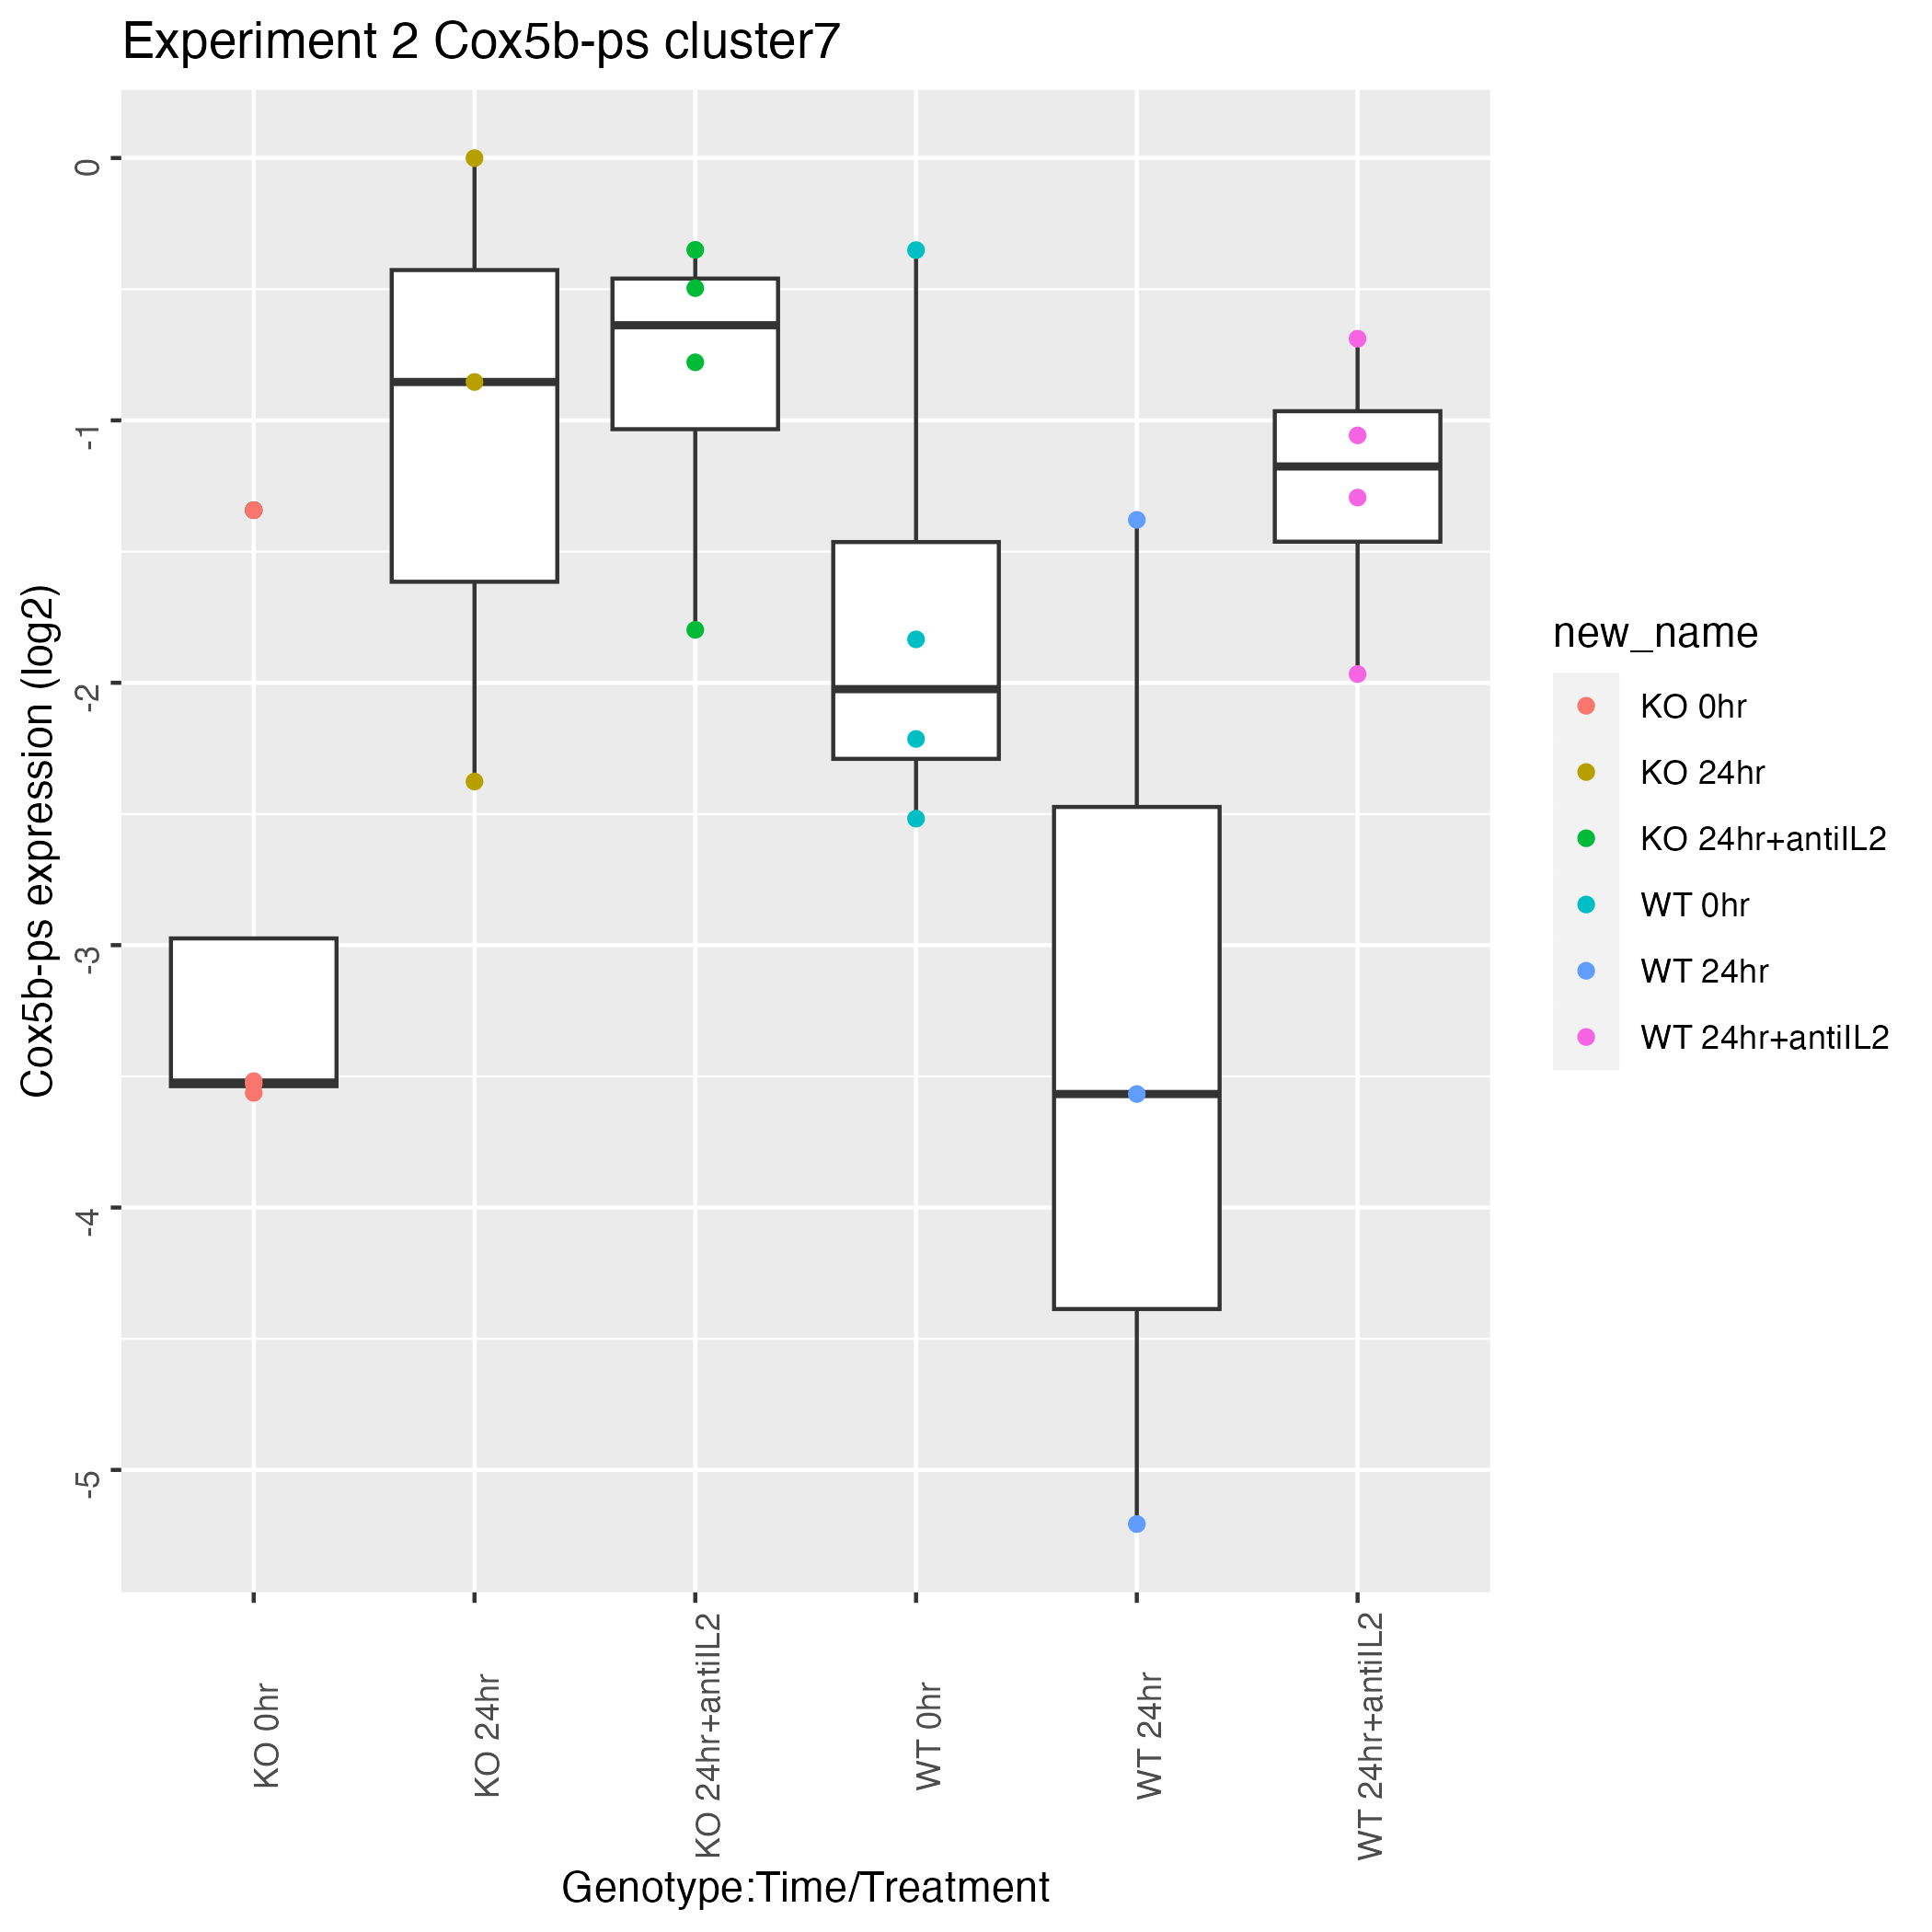 Experiment 2 Cox5b-ps cluster7
Cox5b-ps expression (log2)
0
-1
-2
-3
-4
-5
KO 0hr
KO 24hr
KO 24hr+antiIL2
WT 0hr
WT 24hr
WT 24hr+antiIL2
Genotype:Time/Treatment
new_name
KO 0hr
KO 24hr
KO 24hr+antiIL2
WT 0hr
WT 24hr
WT 24hr+antiIL2